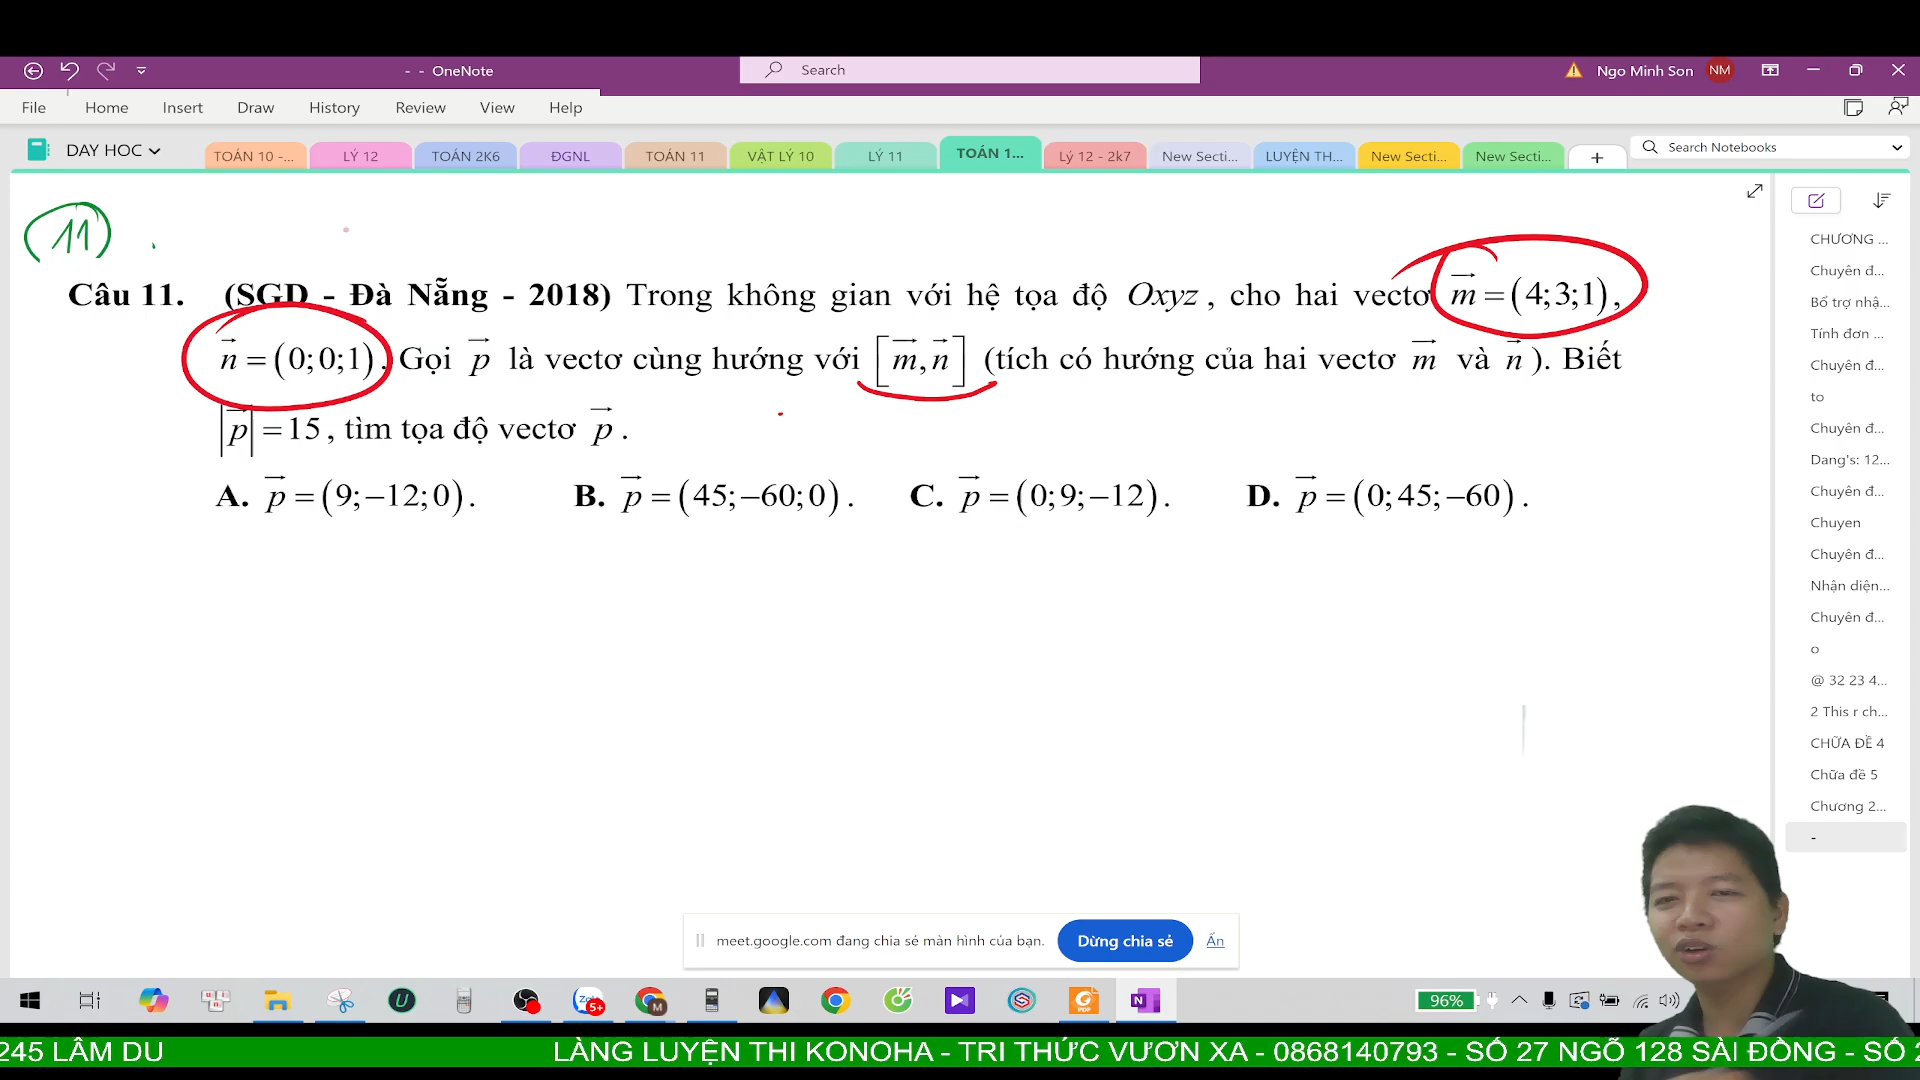 - - OneNote
Search
Ngo Minh Son NM
File Home Insert Draw History Review View Help
DAY HOC
TOÁN 10 -... LÝ 12 TOÁN 2K6 ĐGNL TOÁN 11 VẬT LÝ 10 LÝ 11 TOÁN 1... Lý 12 - 2k7 New Secti... LUYỆN TH... New Secti... New Secti... +
Search Notebooks
11
Câu 11. (SGD - Đà Nẵng - 2018) Trong không gian với hệ tọa độ Oxyz, cho hai vectơ m⃗ = (4;3;1),
n⃗ = (0;0;1). Gọi p⃗ là vectơ cùng hướng với [m⃗, n⃗] (tích có hướng của hai vectơ m⃗ và n⃗). Biết
|p⃗| = 15, tìm tọa độ vectơ p⃗.
A. p⃗ = (9;−12;0). B. p⃗ = (45;−60;0). C. p⃗ = (0;9;−12). D. p⃗ = (0;45;−60).
CHƯƠNG ...
Chuyên đ...
Bổ trợ nhậ...
Tính đơn ...
Chuyên đ...
to
Chuyên đ...
Dang's: 12...
Chuyên đ...
Chuyen
Chuyên đ...
Nhận diện...
Chuyên đ...
o
@ 32 23 4...
2 This r ch...
CHỮA ĐỀ 4
Chữa đề 5
Chương 2...
-
meet.google.com đang chia sẻ màn hình của bạn. Dừng chia sẻ Ẩn
96%
245 LÂM DU LÀNG LUYỆN THI KONOHA - TRI THỨC VƯƠN XA - 0868140793 - SỐ 27 NGÕ 128 SÀI ĐỒNG - SỐ 2